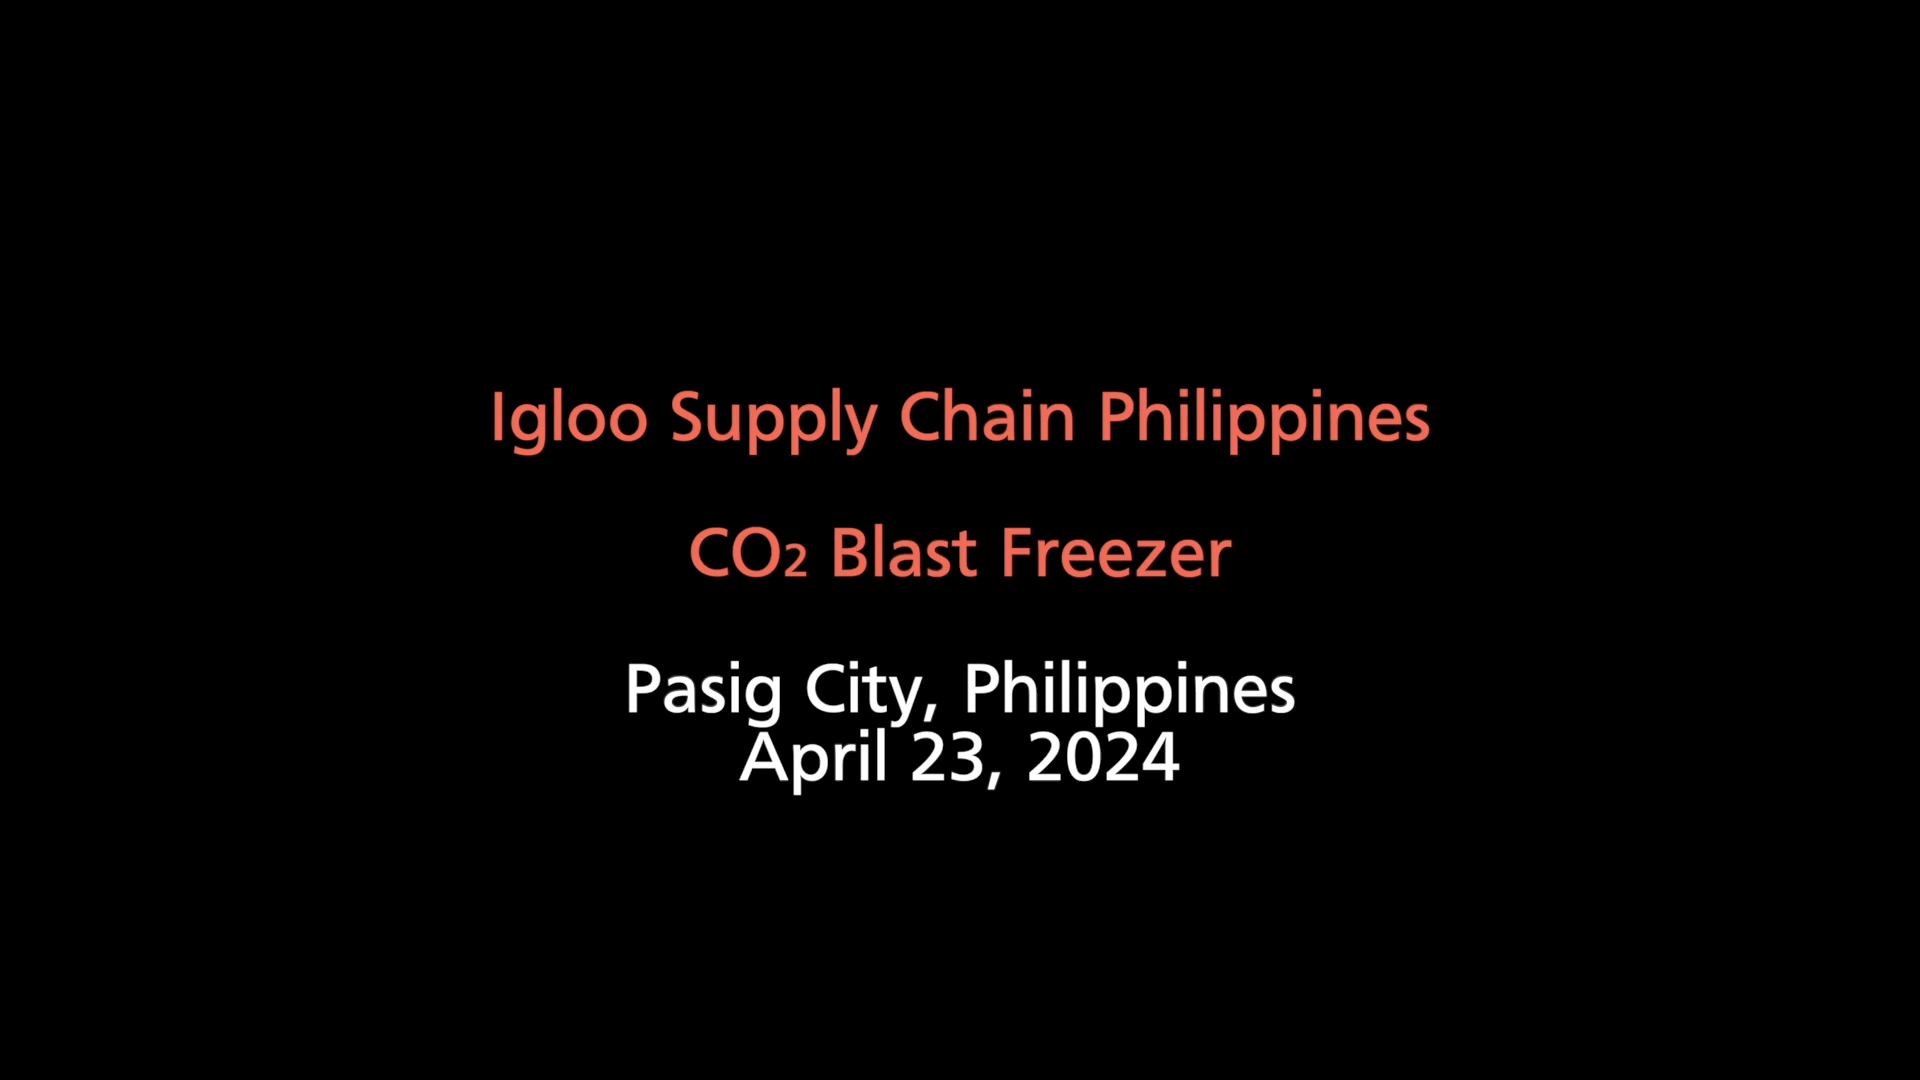 Igloo Supply Chain Philippines
CO₂ Blast Freezer
Pasig City, Philippines
April 23, 2024